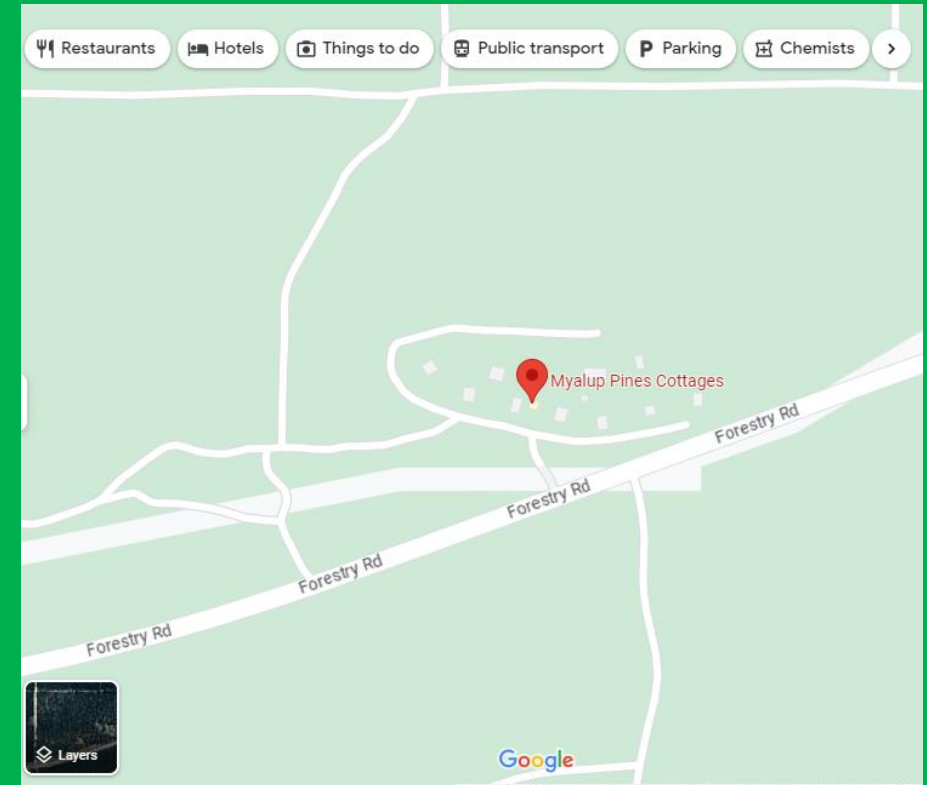 Restaurants
Hotels
Things to do
Public transport
P Parking
Chemists
Myalup Pines Cottages
Forestry Rd
Forestry Rd
Forestry Rd
Forestry Rd
Layers
Google